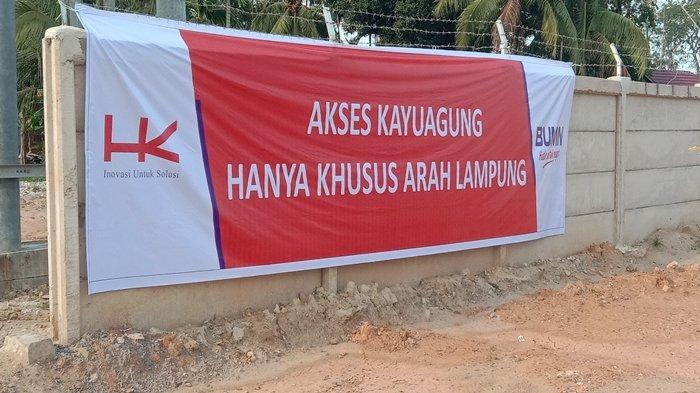 HK
Inovasi Untuk Solusi
AKSES KAYUAGUNG
HANYA KHUSUS ARAH LAMPUNG
BUMN